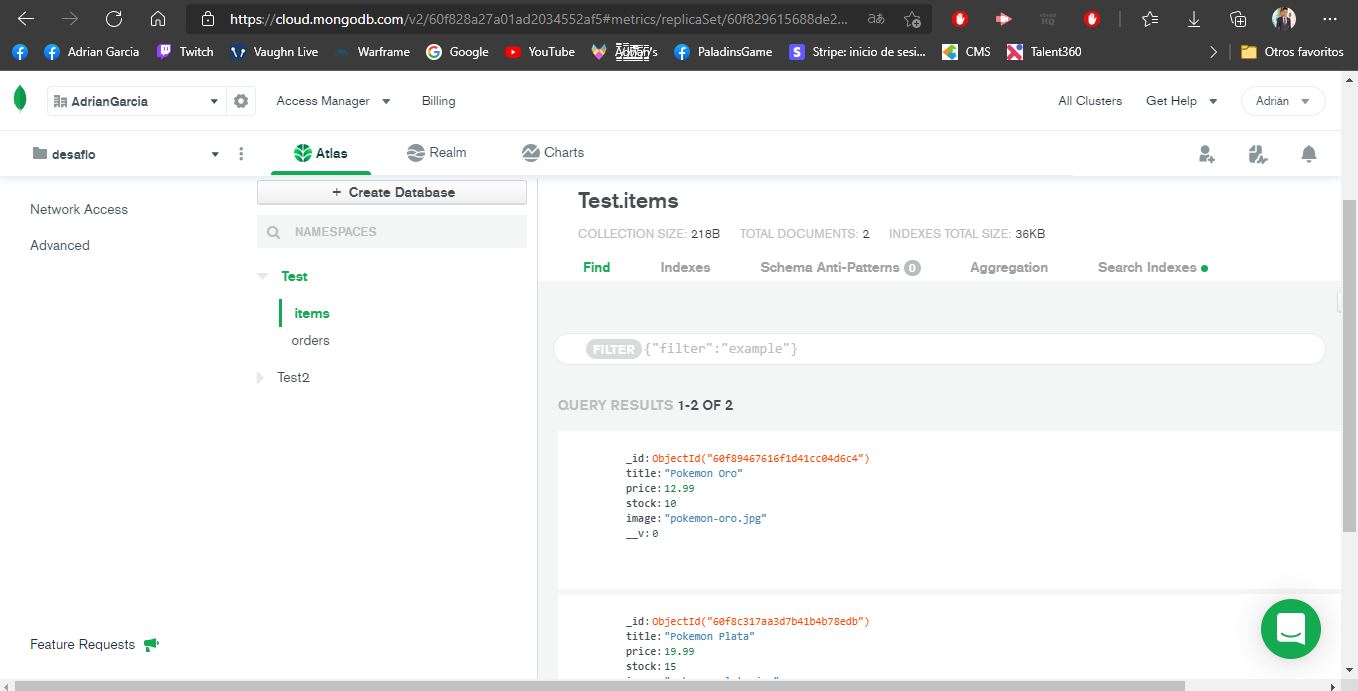 https://cloud.mongodb.com/v2/60f828a27a01ad2034552af5#metrics/replicaSet/60f829615688de2...
Adrian Garcia Twitch Vaughn Live Warframe Google YouTube PaladinsGame Stripe: inicio de sesi... CMS Talent360 Otros favoritos
AdrianGarcia Access Manager Billing All Clusters Get Help Adrián
desafio Atlas Realm Charts
Network Access
Advanced
Feature Requests
+ Create Database
NAMESPACES
Test
items
orders
Test2
Test.items
COLLECTION SIZE: 218B TOTAL DOCUMENTS: 2 INDEXES TOTAL SIZE: 36KB
Find Indexes Schema Anti-Patterns 0 Aggregation Search Indexes
FILTER {"filter":"example"}
QUERY RESULTS 1-2 OF 2
_id: ObjectId("60f89467616f1d41cc04d6c4")
title: "Pokemon Oro"
price: 12.99
stock: 10
image: "pokemon-oro.jpg"
__v: 0
_id: ObjectId("60f8c317aa3d7b41b4b78edb")
title: "Pokemon Plata"
price: 19.99
stock: 15